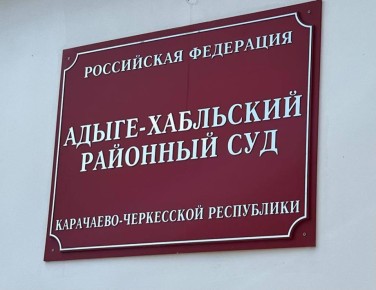 РОССИЙСКАЯ ФЕДЕРАЦИЯ
АДЫГЕ-ХАБЛЬСКИЙ
РАЙОННЫЙ СУД
КАРАЧАЕВО-ЧЕРКЕССКОЙ РЕСПУБЛИКИ